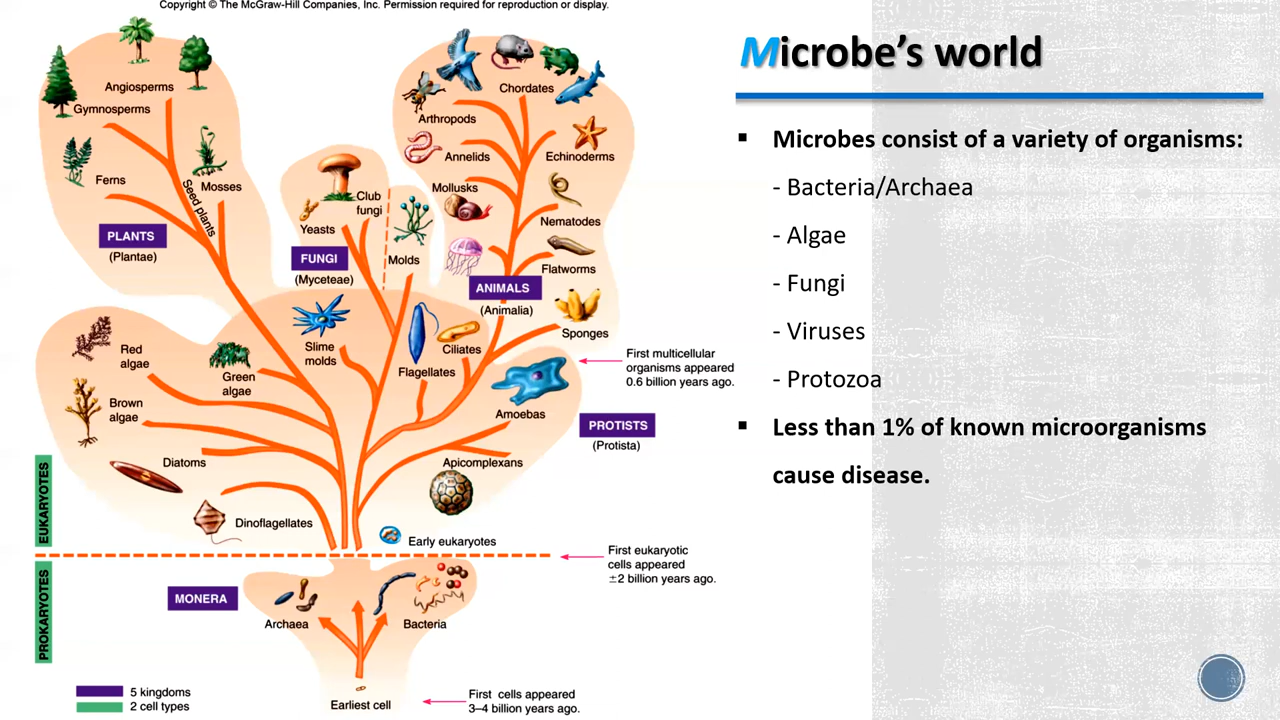 Copyright © The McGraw-Hill Companies, Inc. Permission required for reproduction or display.
Angiosperms
Gymnosperms
Ferns
Mosses
Seed plants
PLANTS
(Plantae)
Club
fungi
Yeasts
FUNGI
(Myceteae)
Molds
Chordates
Arthropods
Annelids
Echinoderms
Mollusks
Nematodes
Flatworms
ANIMALS
(Animalia)
Sponges
Red
algae
Green
algae
Brown
algae
Slime
molds
Ciliates
Flagellates
First multicellular
organisms appeared
0.6 billion years ago.
Amoebas
PROTISTS
(Protista)
Diatoms
Apicomplexans
Dinoflagellates
Early eukaryotes
EUKARYOTES
First eukaryotic
cells appeared
±2 billion years ago.
PROKARYOTES
MONERA
Archaea
Bacteria
5 kingdoms
2 cell types
Earliest cell
First cells appeared
3–4 billion years ago.
Microbe’s world
▪ Microbes consist of a variety of organisms:
- Bacteria/Archaea
- Algae
- Fungi
- Viruses
- Protozoa
▪ Less than 1% of known microorganisms
cause disease.